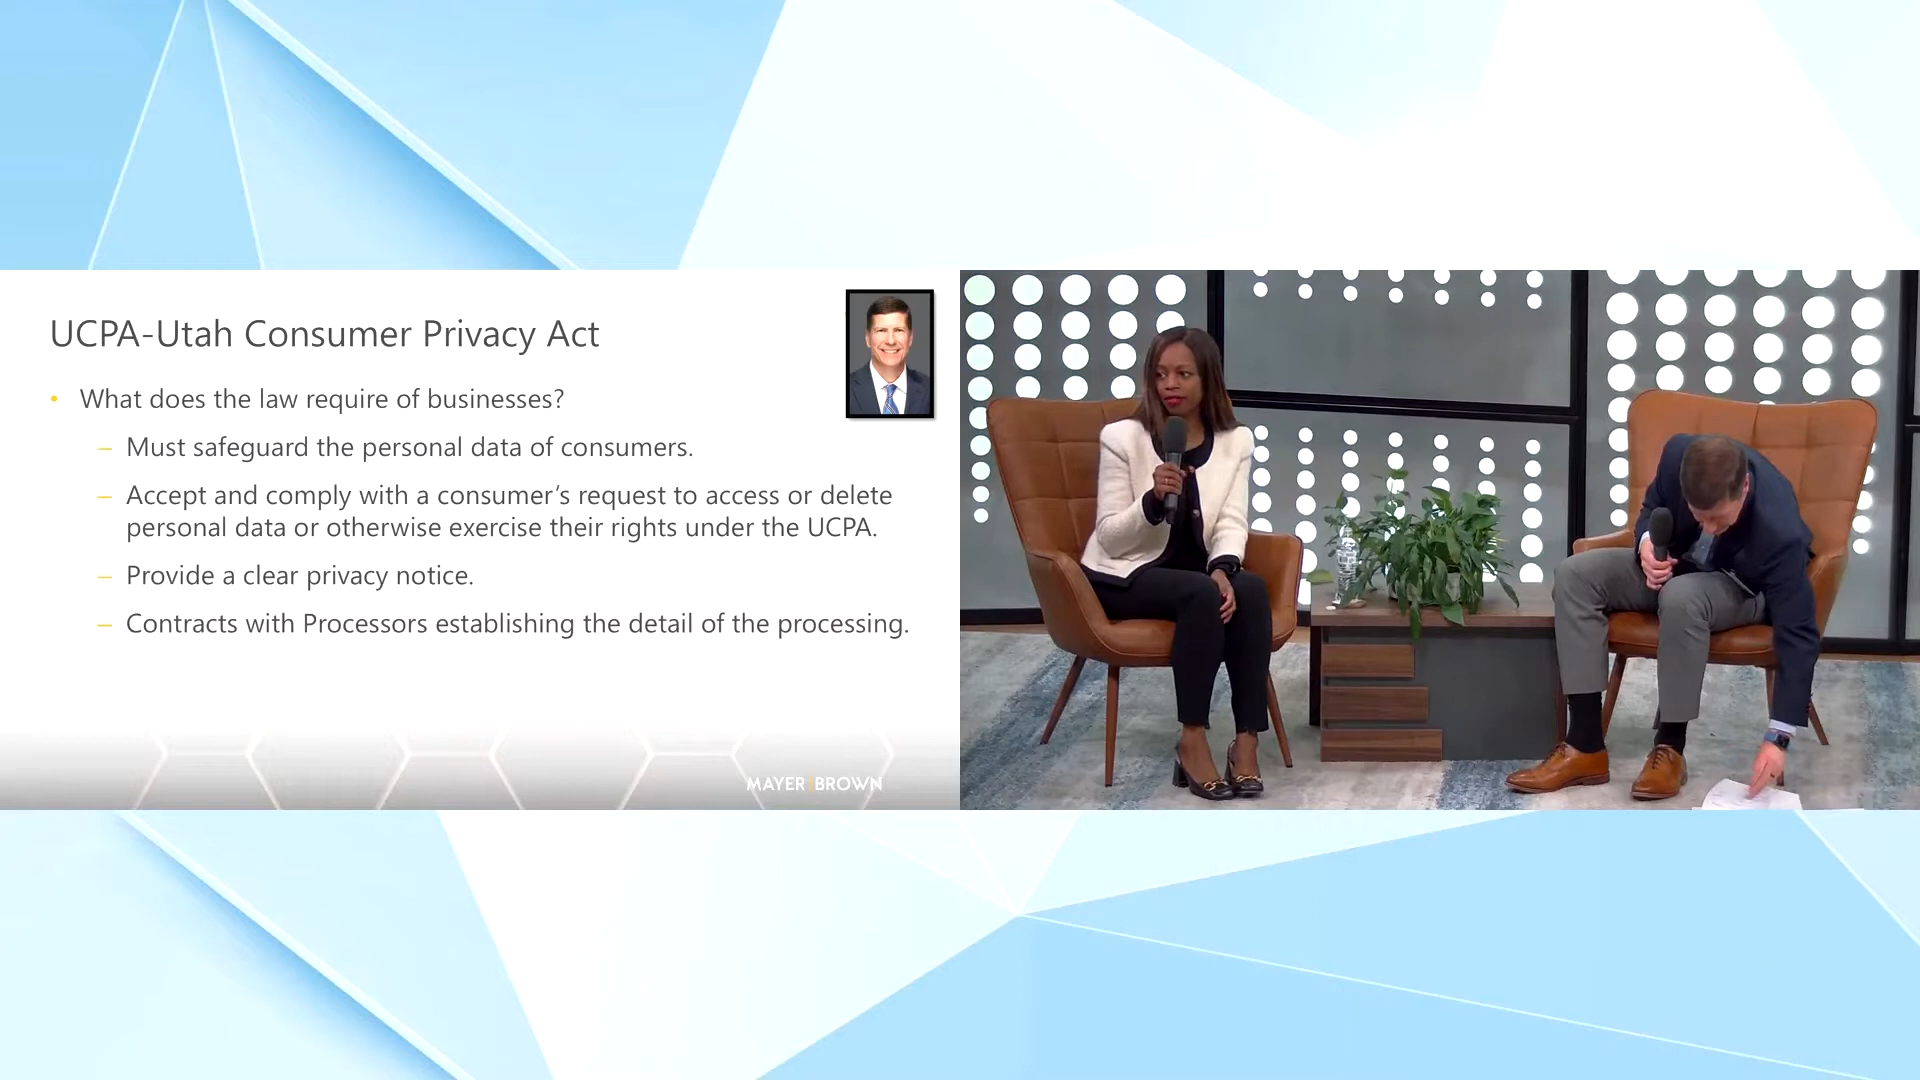 UCPA-Utah Consumer Privacy Act
• What does the law require of businesses?
– Must safeguard the personal data of consumers.
– Accept and comply with a consumer’s request to access or delete
personal data or otherwise exercise their rights under the UCPA.
– Provide a clear privacy notice.
– Contracts with Processors establishing the detail of the processing.
MAYER BROWN